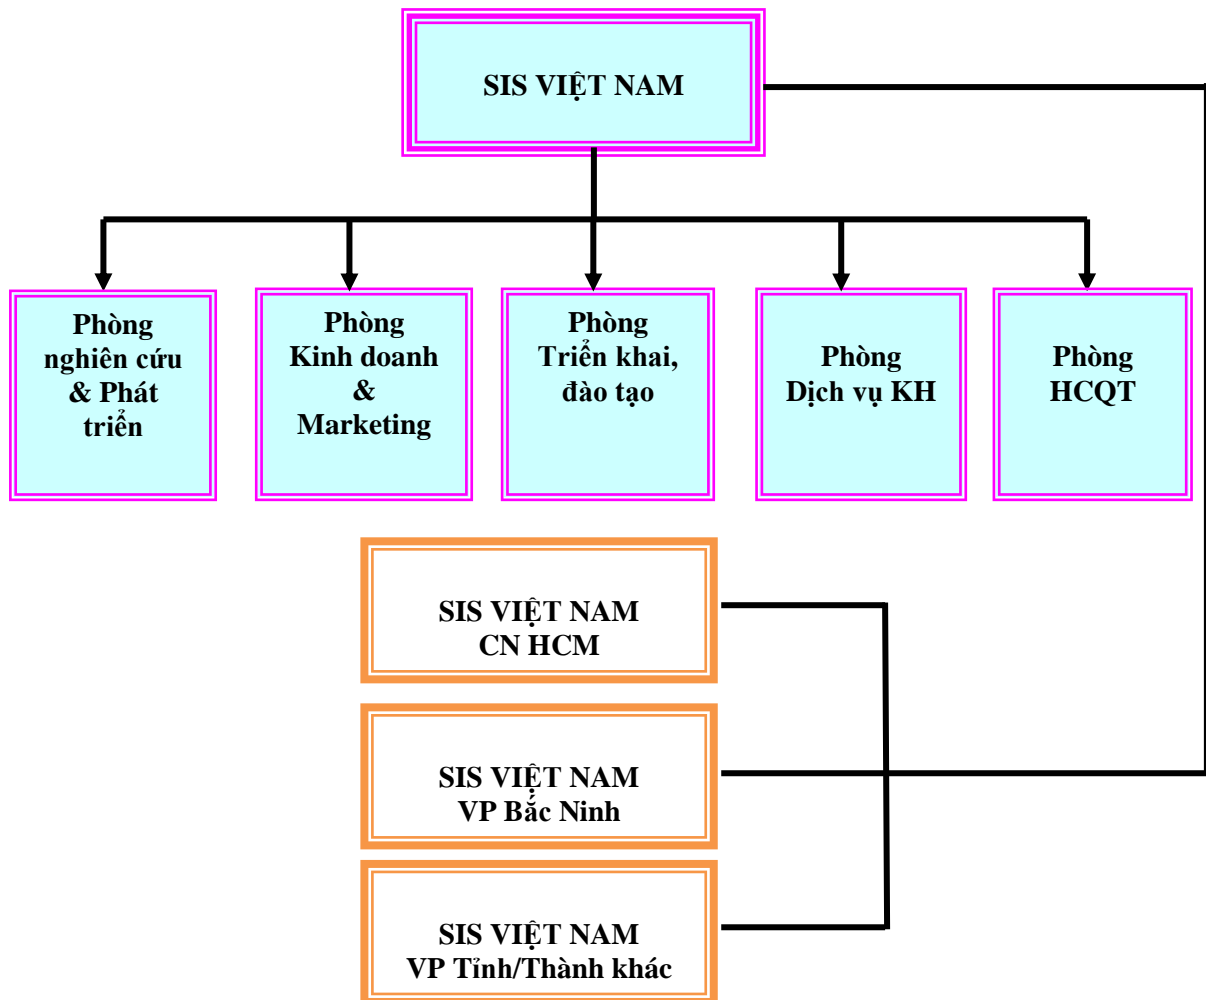 SIS VIỆT NAM
Phòng
nghiên cứu
& Phát
triển
Phòng
Kinh doanh
&
Marketing
Phòng
Triển khai,
đào tạo
Phòng
Dịch vụ KH
Phòng
HCQT
SIS VIỆT NAM
CN HCM
SIS VIỆT NAM
VP Bắc Ninh
SIS VIỆT NAM
VP Tỉnh/Thành khác